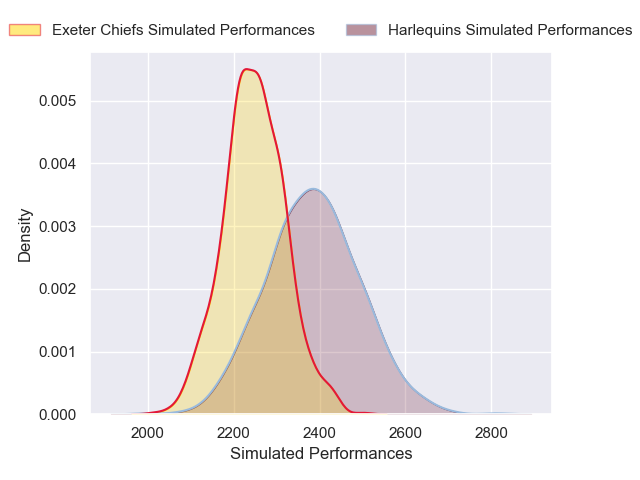 Exeter Chiefs Simulated Performances
Harlequins Simulated Performances
Density
0.005
0.004
0.003
0.002
0.001
0.000
2000
2200
2400
2600
2800
Simulated Performances